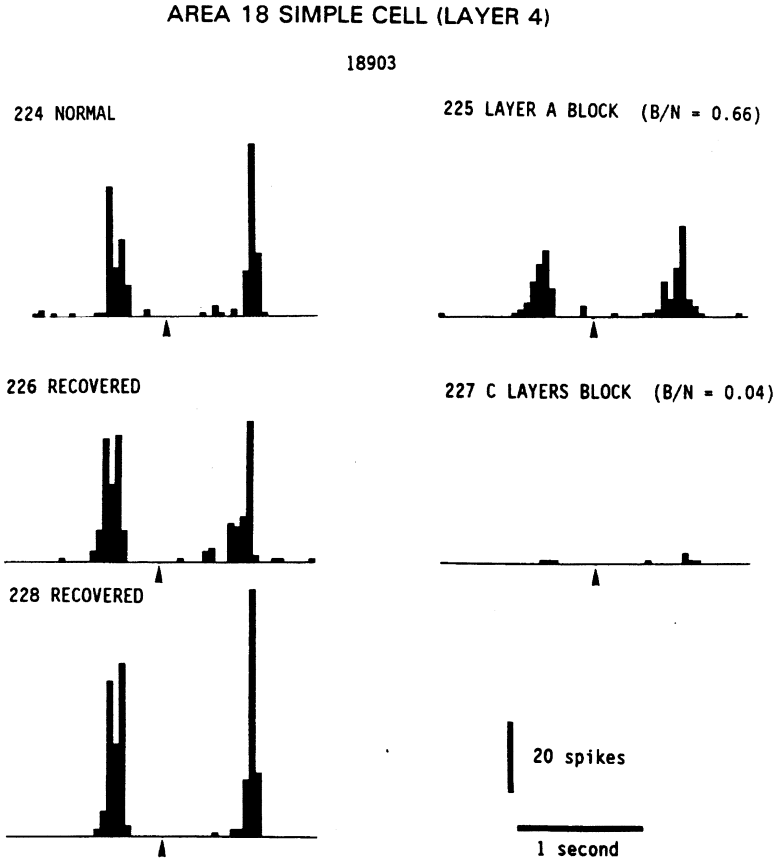 AREA 18 SIMPLE CELL (LAYER 4)
18903
224 NORMAL
225 LAYER A BLOCK (B/N = 0.66)
226 RECOVERED
227 C LAYERS BLOCK (B/N = 0.04)
228 RECOVERED
20 spikes
1 second